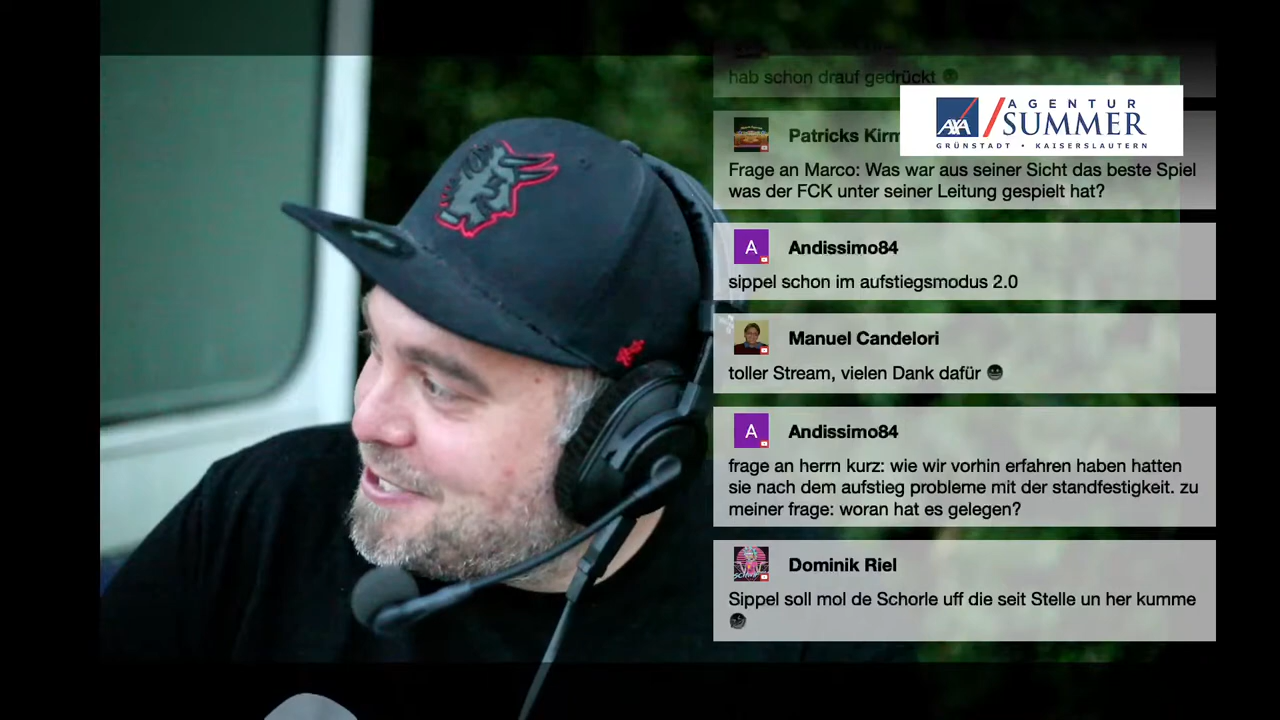 hab schon drauf gedrückt
AXA
AGENTUR
SUMMER
GRÜNSTADT • KAISERSLAUTERN
Patricks
Frage an Marco: Was war aus seiner Sicht das beste Spiel
was der FCK unter seiner Leitung gespielt hat?
A
Andissimo84
sippel schon im aufstiegsmodus 2.0
Manuel Candelori
toller Stream, vielen Dank dafür
A
Andissimo84
frage an herrn kurz: wie wir vorhin erfahren haben hatten
sie nach dem aufstieg probleme mit der standfestigkeit. zu
meiner frage: woran hat es gelegen?
Dominik Riel
Sippel soll mol de Schorle uff die seit Stelle un her kumme